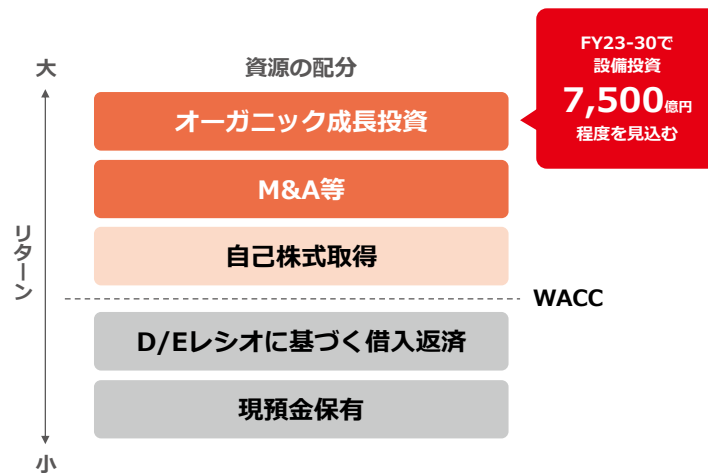 FY23-30で
設備投資
7,500億円
程度を見込む
大
資源の配分
オーガニック成長投資
M&A等
リターン
自己株式取得
WACC
D/Eレシオに基づく借入返済
現預金保有
小